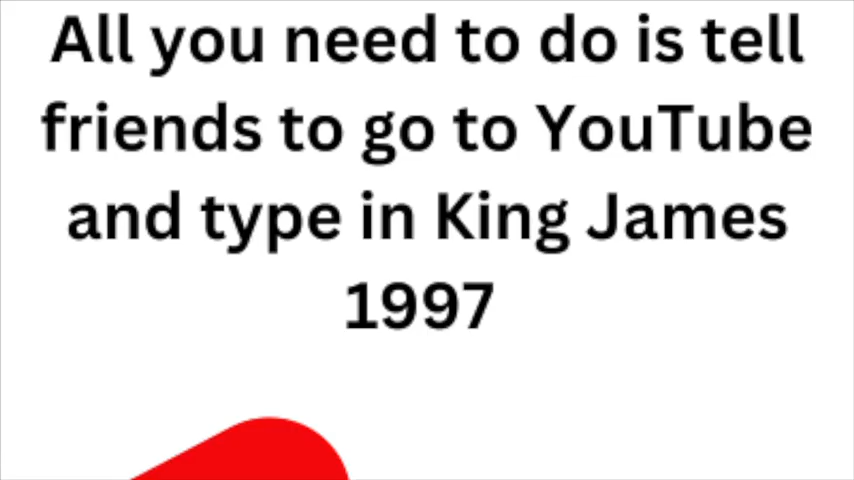 All you need to do is tell
friends to go to YouTube
and type in King James
1997